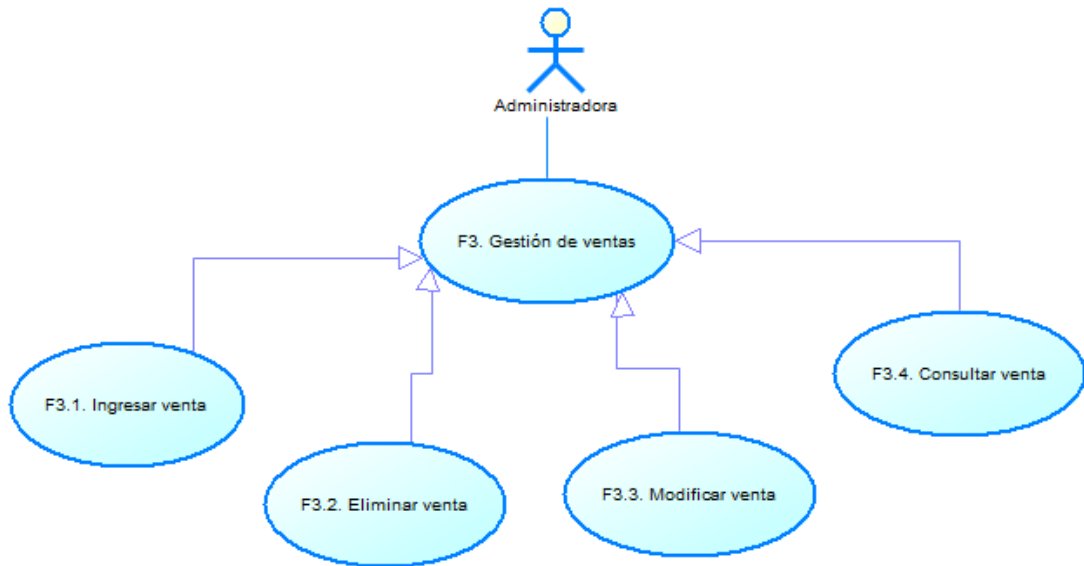 Administradora
F3. Gestión de ventas
F3.4. Consultar venta
F3.1. Ingresar venta
F3.3. Modificar venta
F3.2. Eliminar venta